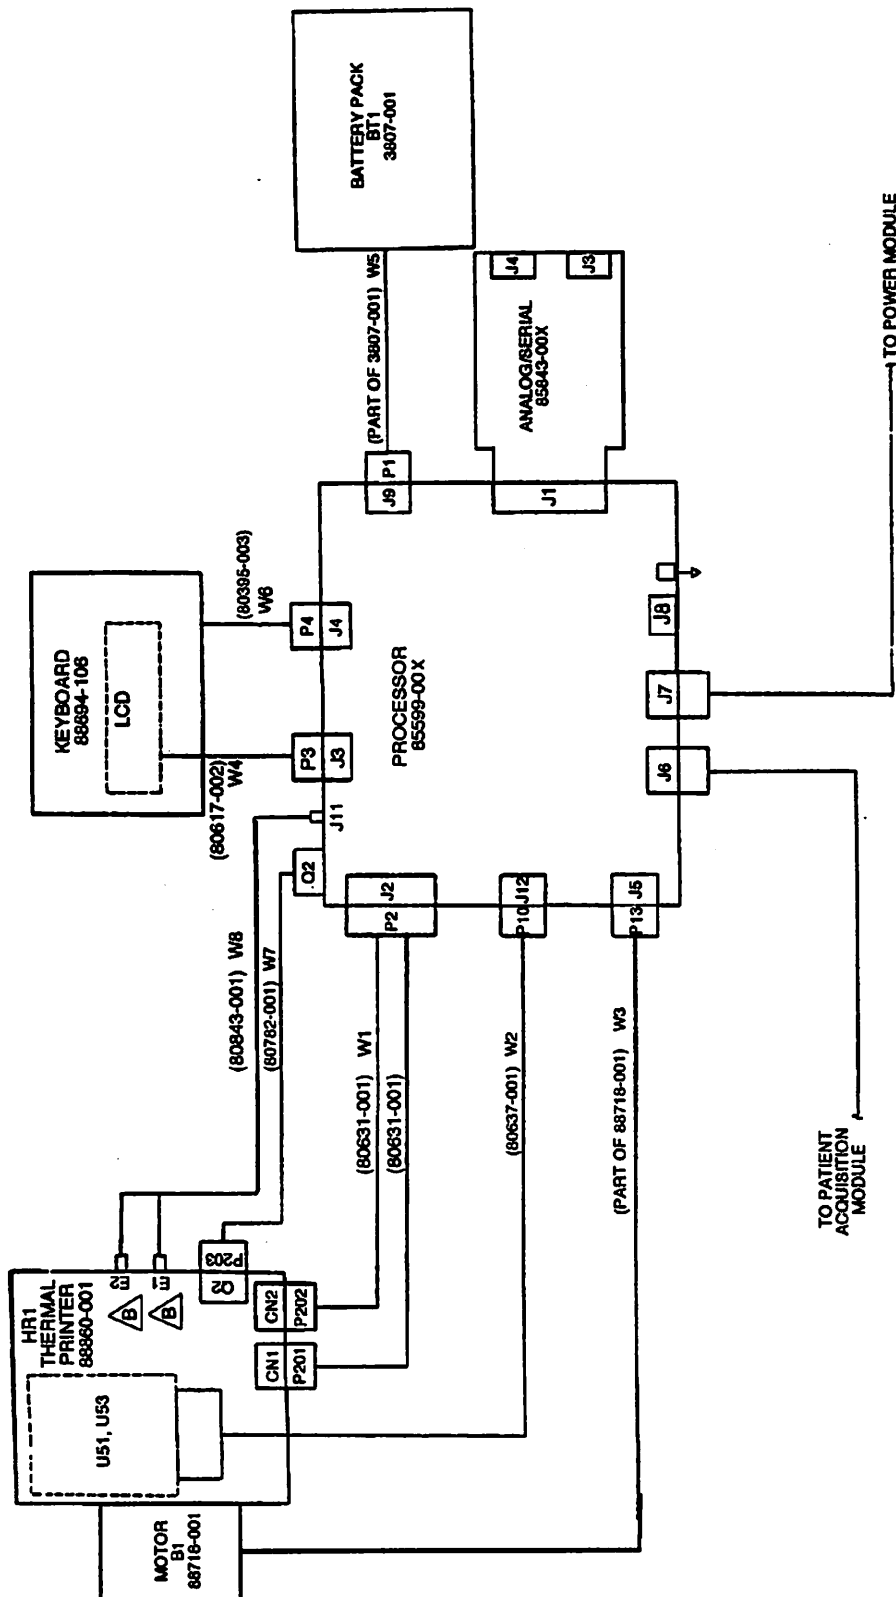 BATTERY PACK
BT1
3807-001
(PART OF 3807-001) W5
J9
P1
J4
J3
ANALOG/SERIAL
85843-00X
J1
TO POWER MODULE
KEYBOARD
88694-106
LCD
(80395-003)
W6
(80617-002)
W4
P4
J4
P3
J3
PROCESSOR
85599-00X
J8
J7
J6
J11
.Q2
J2
P2
P10
J12
P13
J5
(80843-001) W8
(80782-001) W7
(80631-001) W1
(80631-001)
(80637-001) W2
(PART OF 88718-001) W3
TO PATIENT
ACQUISITION
MODULE
HR1
THERMAL
PRINTER
88860-001
E2
B
E1
B
Q2
P203
CN2
P202
CN1
P201
U51, U53
MOTOR
B1
88718-001